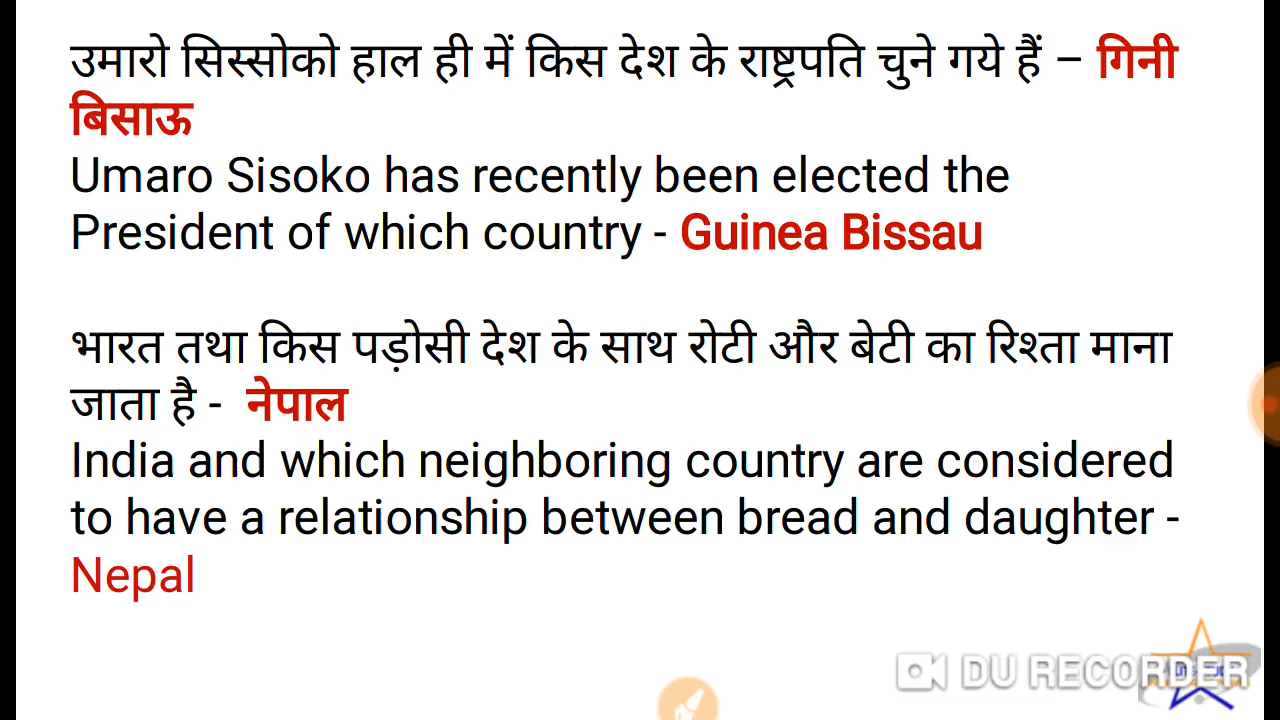 उमारो सिस्सोको हाल ही में किस देश के राष्ट्रपति चुने गये हैं – गिनी
बिसाऊ
Umaro Sisoko has recently been elected the
President of which country - Guinea Bissau
भारत तथा किस पड़ोसी देश के साथ रोटी और बेटी का रिश्ता माना
जाता है - नेपाल
India and which neighboring country are considered
to have a relationship between bread and daughter -
Nepal
DU RECORDER